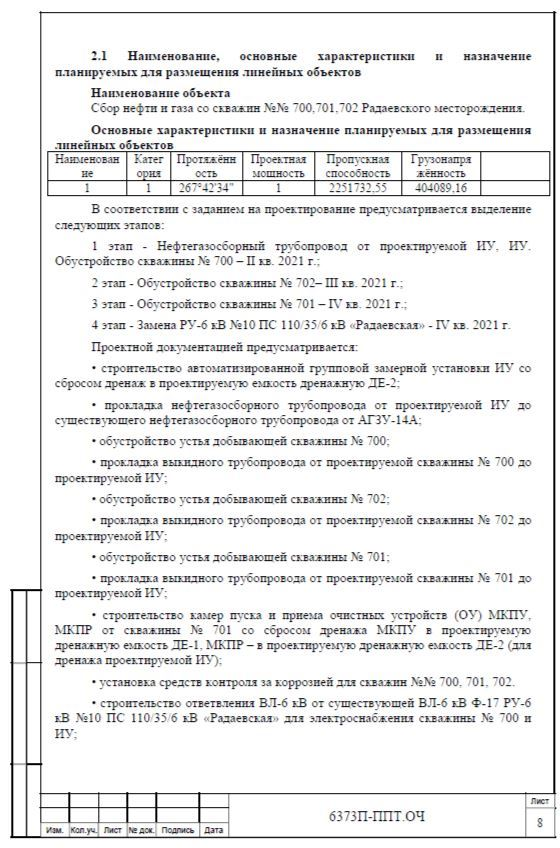 2.1 Наименование, основные характеристики и назначение
планируемых для размещения линейных объектов
Наименование объекта
Сбор нефти и газа со скважин №№ 700,701,702 Радаевского месторождения.
Основные характеристики и назначение планируемых для размещения
линейных объектов
Наименован Катег Протяжённ Проектная Пропускная Грузонапря
ие ория ость мощность способность жённость
1 1 267°42'34" 1 2251732,55 404089,16
В соответствии с заданием на проектирование предусматривается выделение
следующих этапов:
1 этап - Нефтегазосборный трубопровод от проектируемой ИУ, ИУ.
Обустройство скважины № 700 – II кв. 2021 г.;
2 этап - Обустройство скважины № 702– III кв. 2021 г.;
3 этап - Обустройство скважины № 701 – IV кв. 2021 г.;
4 этап - Замена РУ-6 кВ №10 ПС 110/35/6 кВ «Радаевская» - IV кв. 2021 г.
Проектной документацией предусматривается:
• строительство автоматизированной групповой замерной установки ИУ со
сбросом дренаж в проектируемую емкость дренажную ДЕ-2;
• прокладка нефтегазосборного трубопровода от проектируемой ИУ до
существующего нефтегазосборного трубопровода от АГЗУ-14А;
• обустройство устья добывающей скважины № 700;
• прокладка выкидного трубопровода от проектируемой скважины № 700 до
проектируемой ИУ;
• обустройство устья добывающей скважины № 702;
• прокладка выкидного трубопровода от проектируемой скважины № 702 до
проектируемой ИУ;
• обустройство устья добывающей скважины № 701;
• прокладка выкидного трубопровода от проектируемой скважины № 701 до
проектируемой ИУ;
• строительство камер пуска и приема очистных устройств (ОУ) МКПУ,
МКПР от скважины № 701 со сбросом дренажа МКПУ в проектируемую
дренажную емкость ДЕ-1, МКПР – в проектируемую дренажную емкость ДЕ-2 (для
дренажа проектируемой ИУ);
• установка средств контроля за коррозией для скважин №№ 700, 701, 702.
• строительство ответвления ВЛ-6 кВ от существующей ВЛ-6 кВ Ф-17 РУ-6
кВ №10 ПС 110/35/6 кВ «Радаевская» для электроснабжения скважины № 700 и
ИУ;
Изм. Кол.уч. Лист № док. Подпись Дата
6373П-ППТ.ОЧ
Лист
8